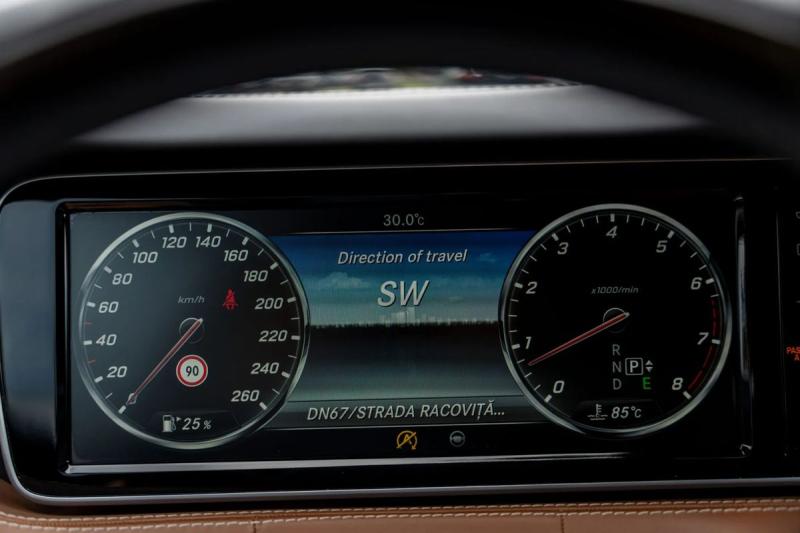 30.0°c
Direction of travel
SW
DN67/STRADA RACOVIȚĂ...
km/h
20
40
60
80
100
120
140
160
180
200
220
240
260
90
25 %
x1000/min
0
1
2
3
4
5
6
7
8
R
N P
D E
85°c
PAS